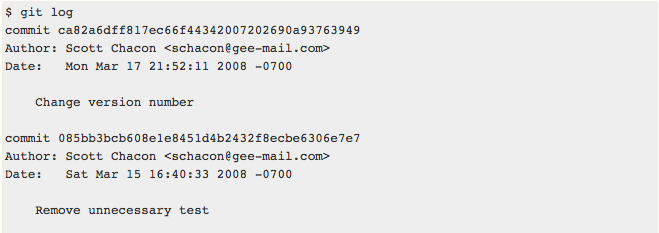 $ git log
commit ca82a6dff817ec66f44342007202690a93763949
Author: Scott Chacon <schacon@gee-mail.com>
Date:   Mon Mar 17 21:52:11 2008 -0700
    Change version number
commit 085bb3bcb608e1e8451d4b2432f8ecbe6306e7e7
Author: Scott Chacon <schacon@gee-mail.com>
Date:   Sat Mar 15 16:40:33 2008 -0700
    Remove unnecessary test